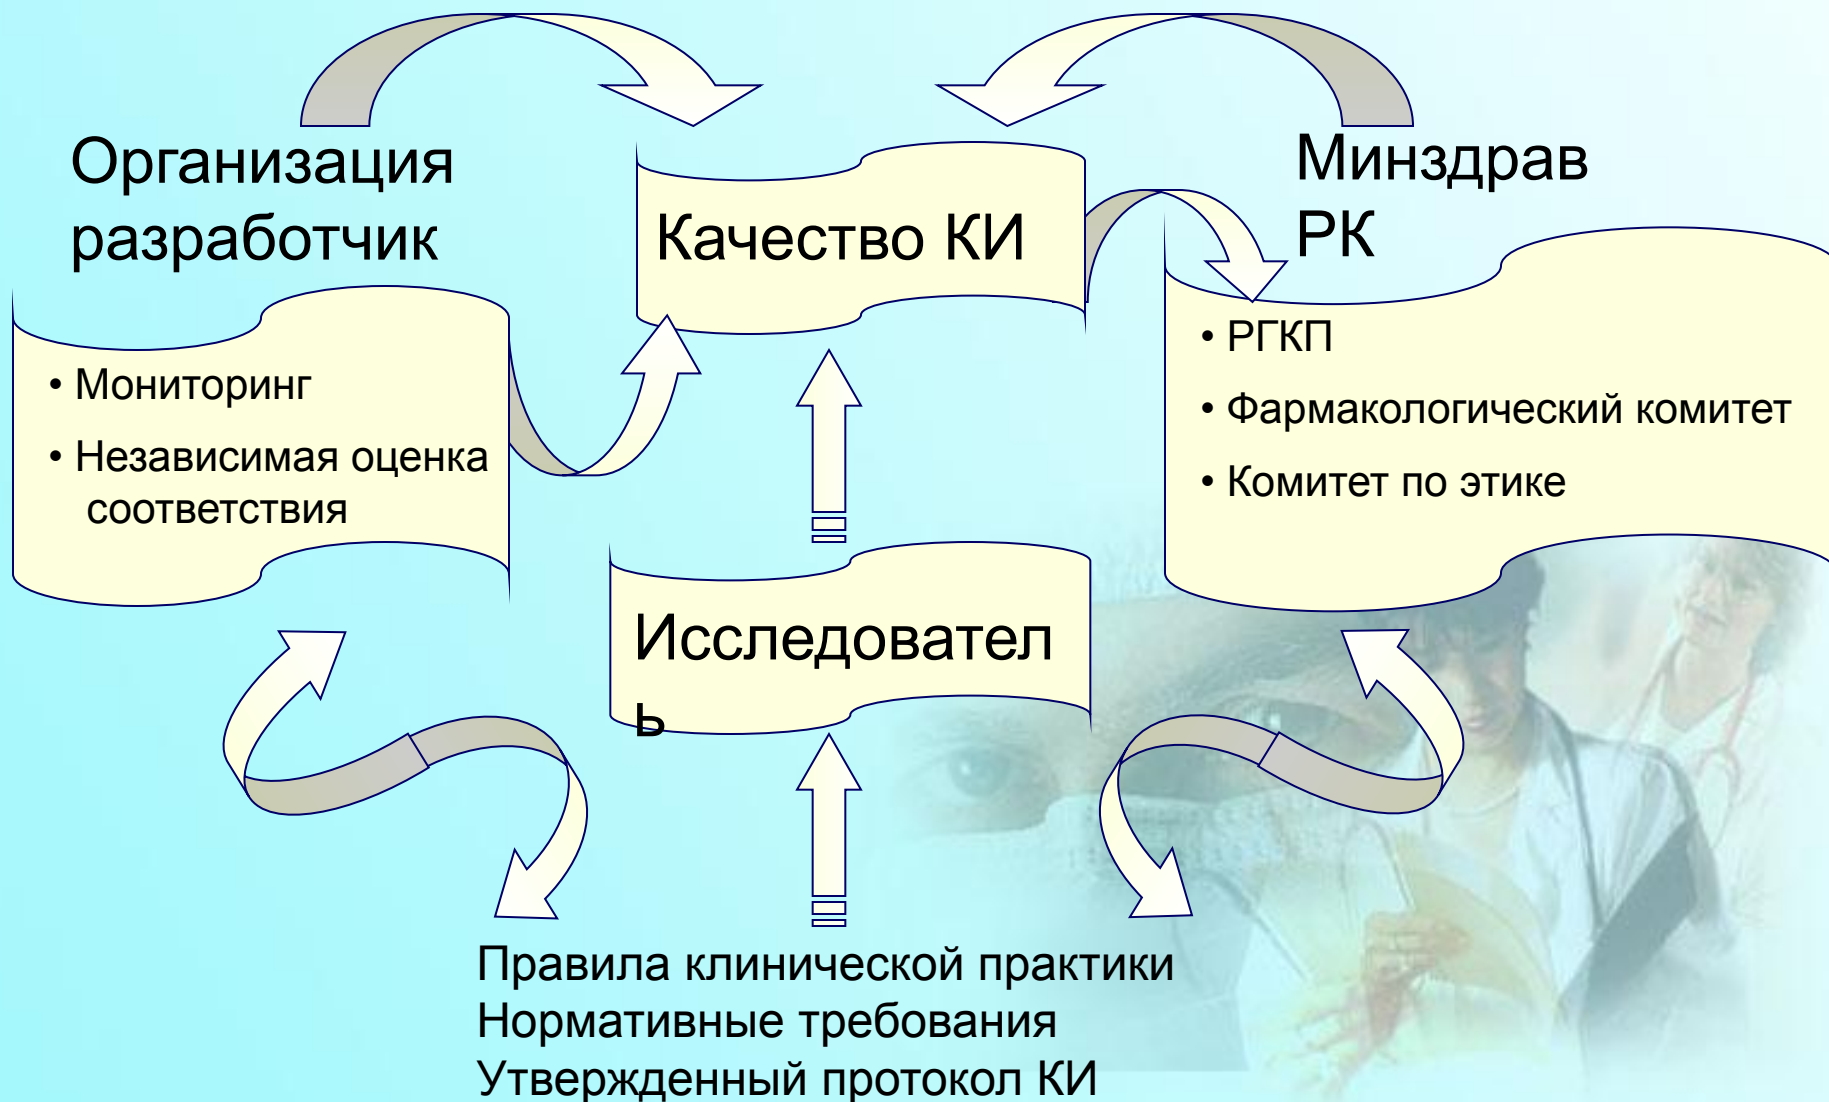 Организация
разработчик
• Мониторинг
• Независимая оценка
соответствия
Качество КИ
Минздрав
РК
• РГКП
• Фармакологический комитет
• Комитет по этике
Исследовател
ь
Правила клинической практики
Нормативные требования
Утвержденный протокол КИ